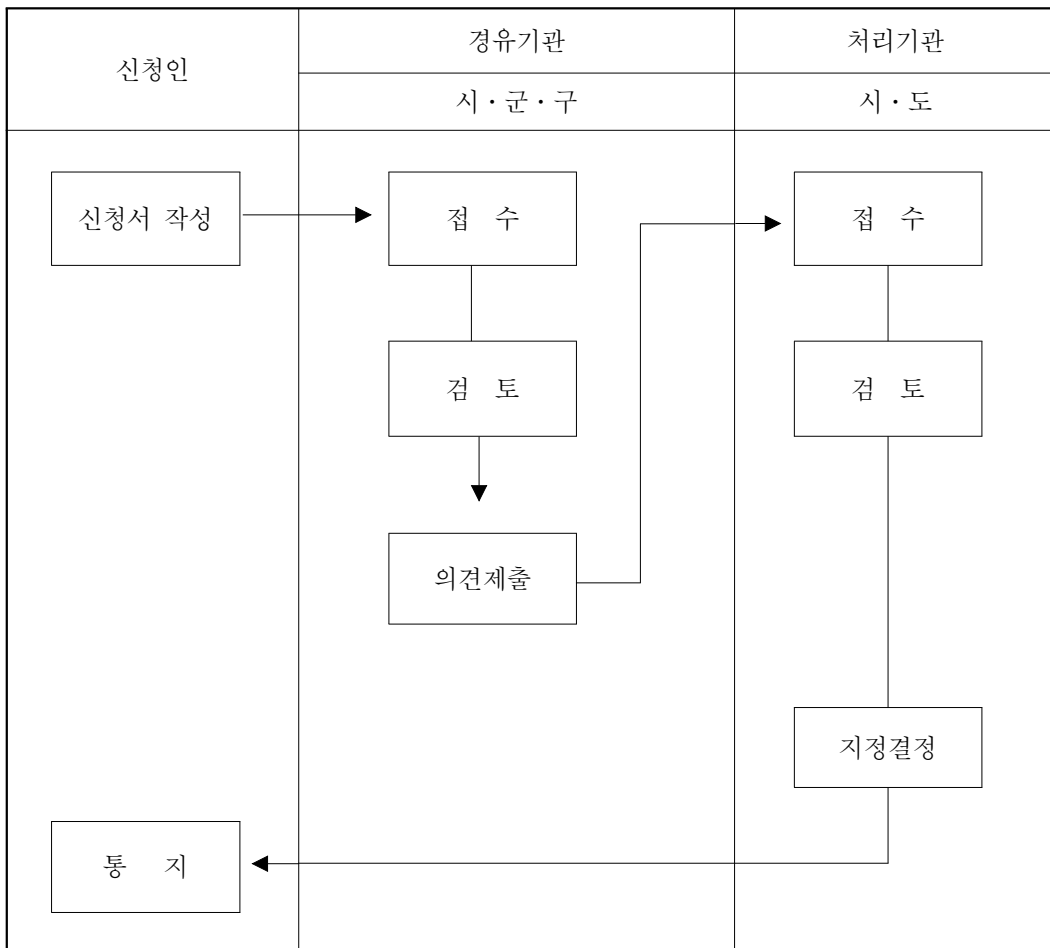 신청인
경유기관
처리기관
시·군·구
시·도
신청서 작성
접 수
접 수
검 토
검 토
의견제출
지정결정
통 지